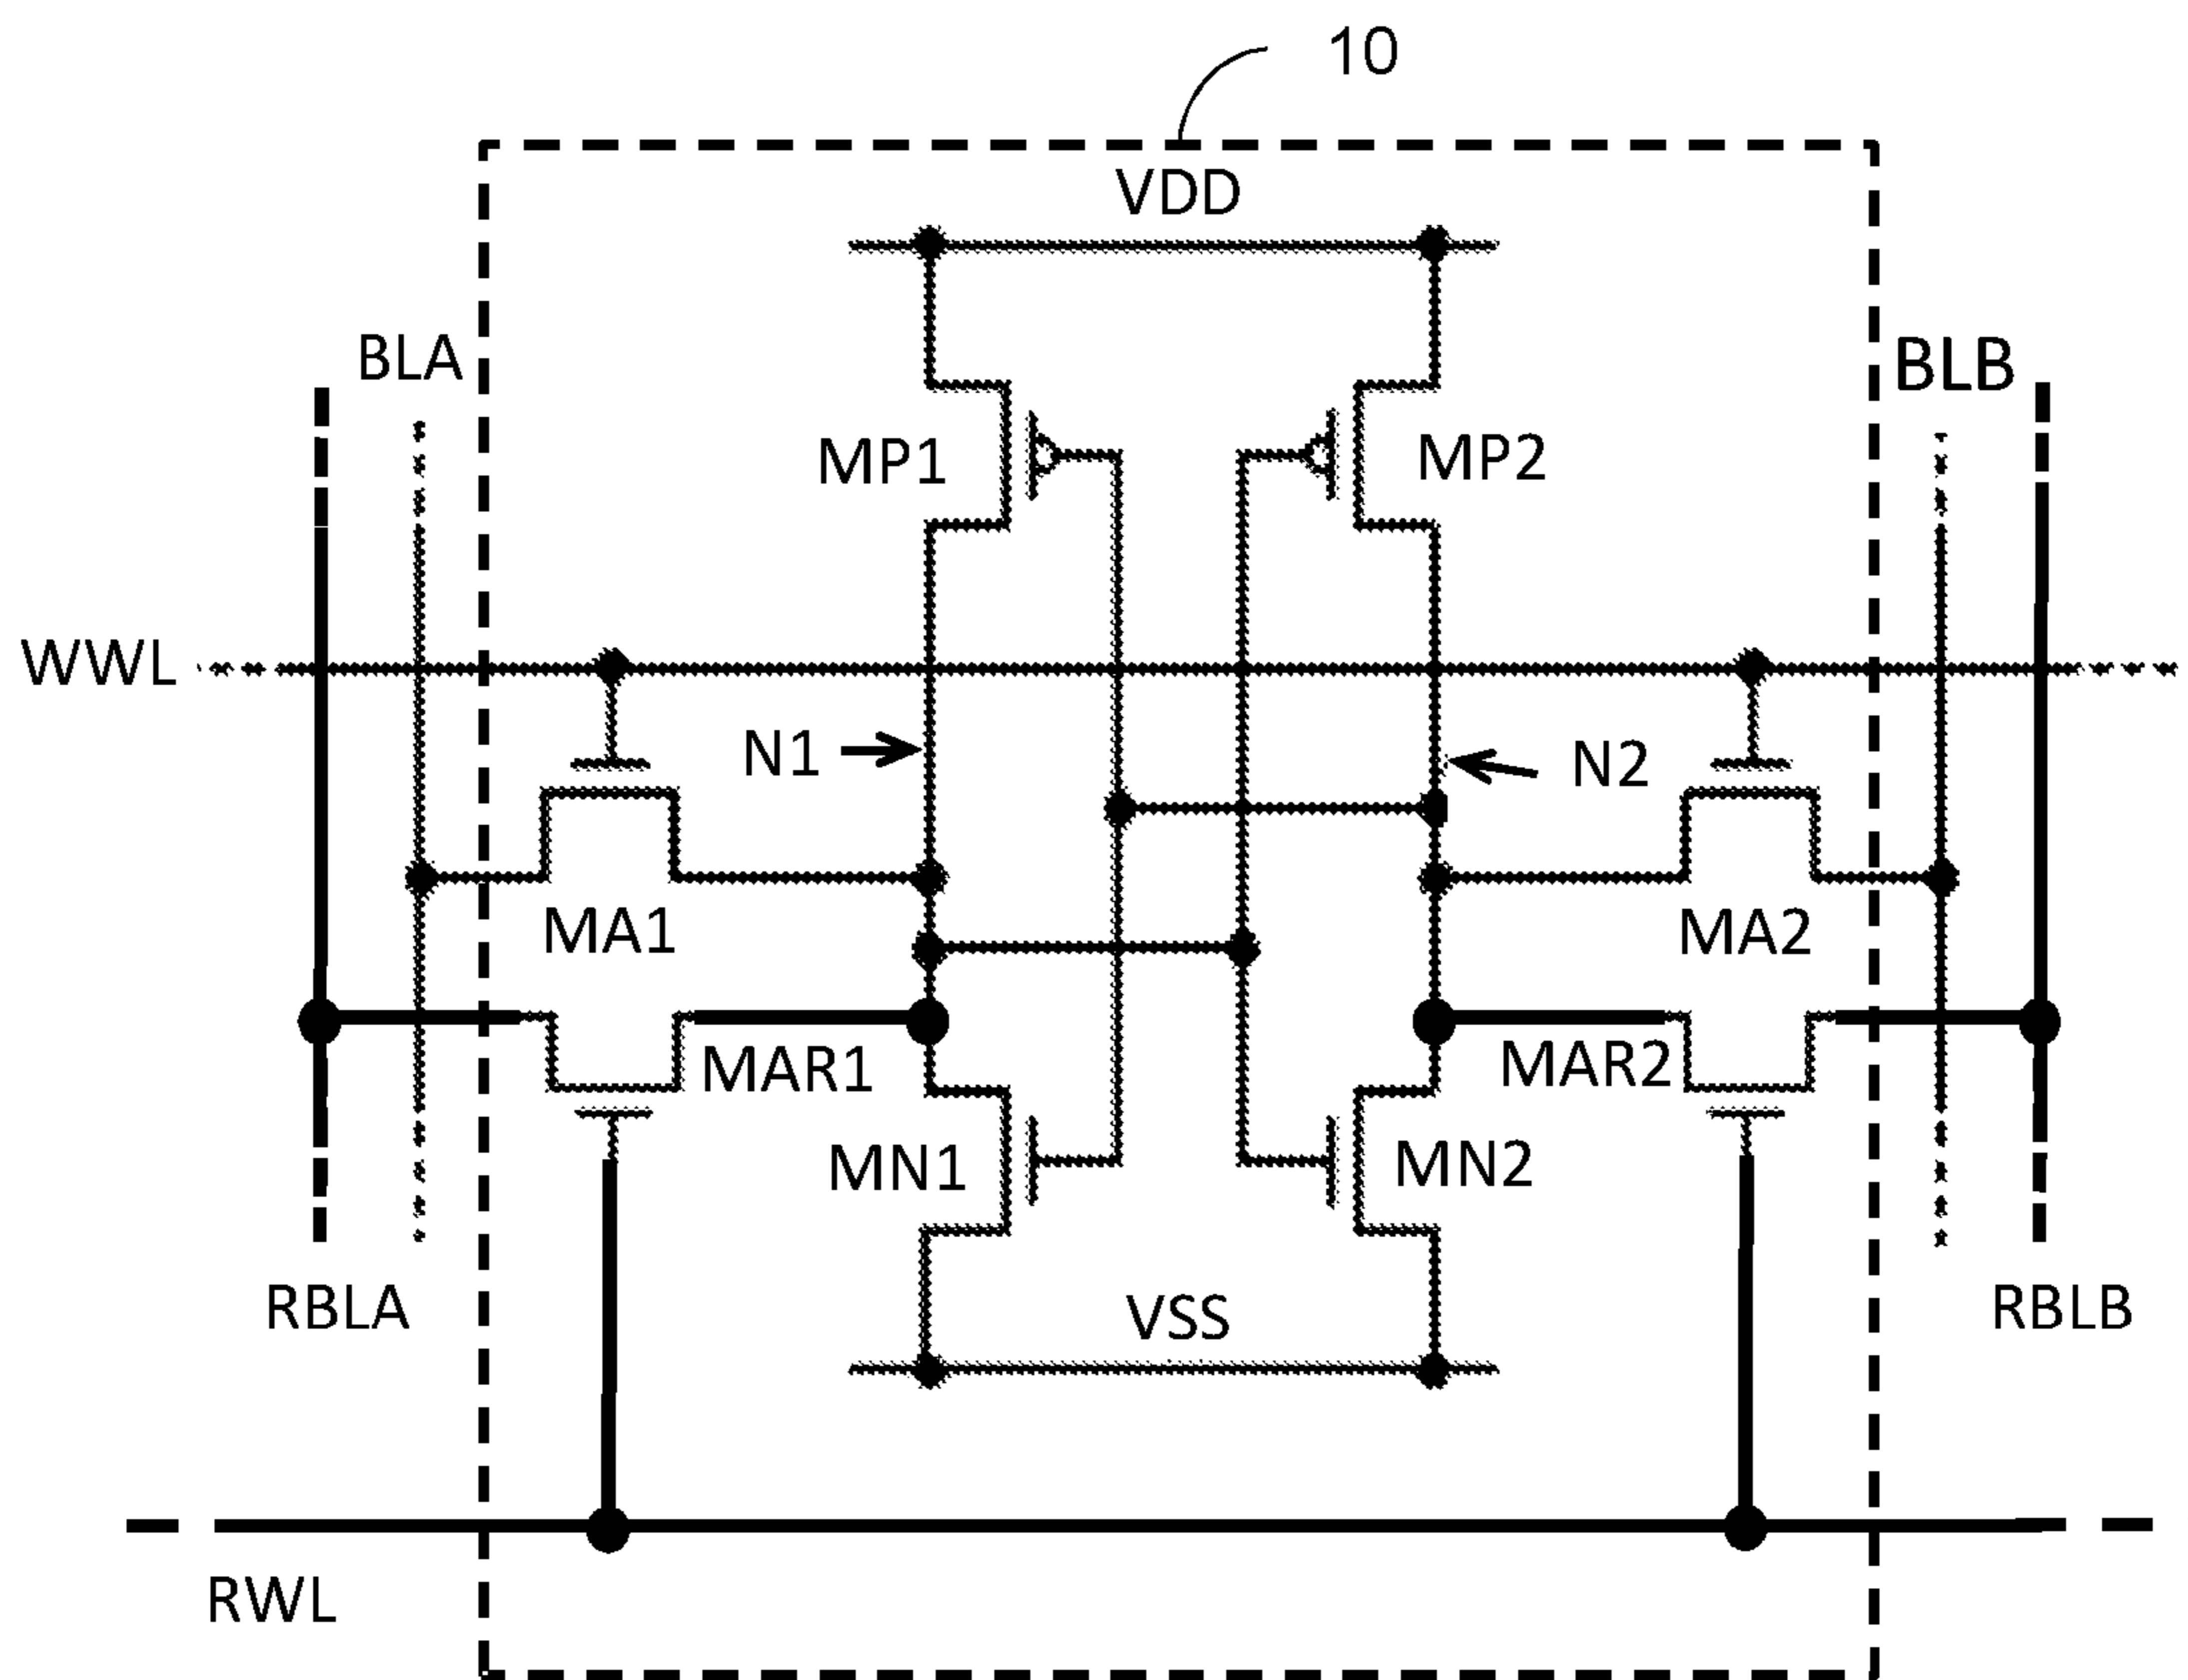 10
VDD
BLA
BLB
MP1
MP2
WWL
N1
N2
MA1
MA2
MAR1
MAR2
MN1
MN2
RBLA
VSS
RBLB
RWL